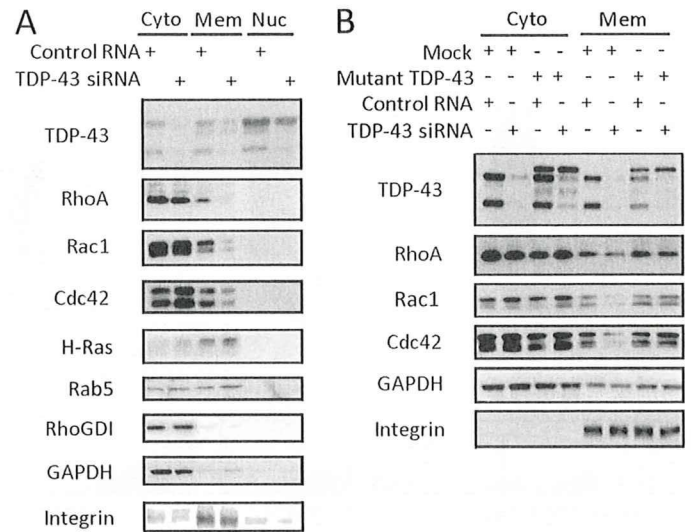 A
Cyto Mem Nuc
Control RNA + + +
TDP-43 siRNA + + +
TDP-43
RhoA
Rac1
Cdc42
H-Ras
Rab5
RhoGDI
GAPDH
Integrin
B
Cyto Mem
Mock + + - - + + - -
Mutant TDP-43 - - + + - - + +
Control RNA + - + - + - + -
TDP-43 siRNA - + - + - + - +
TDP-43
RhoA
Rac1
Cdc42
GAPDH
Integrin